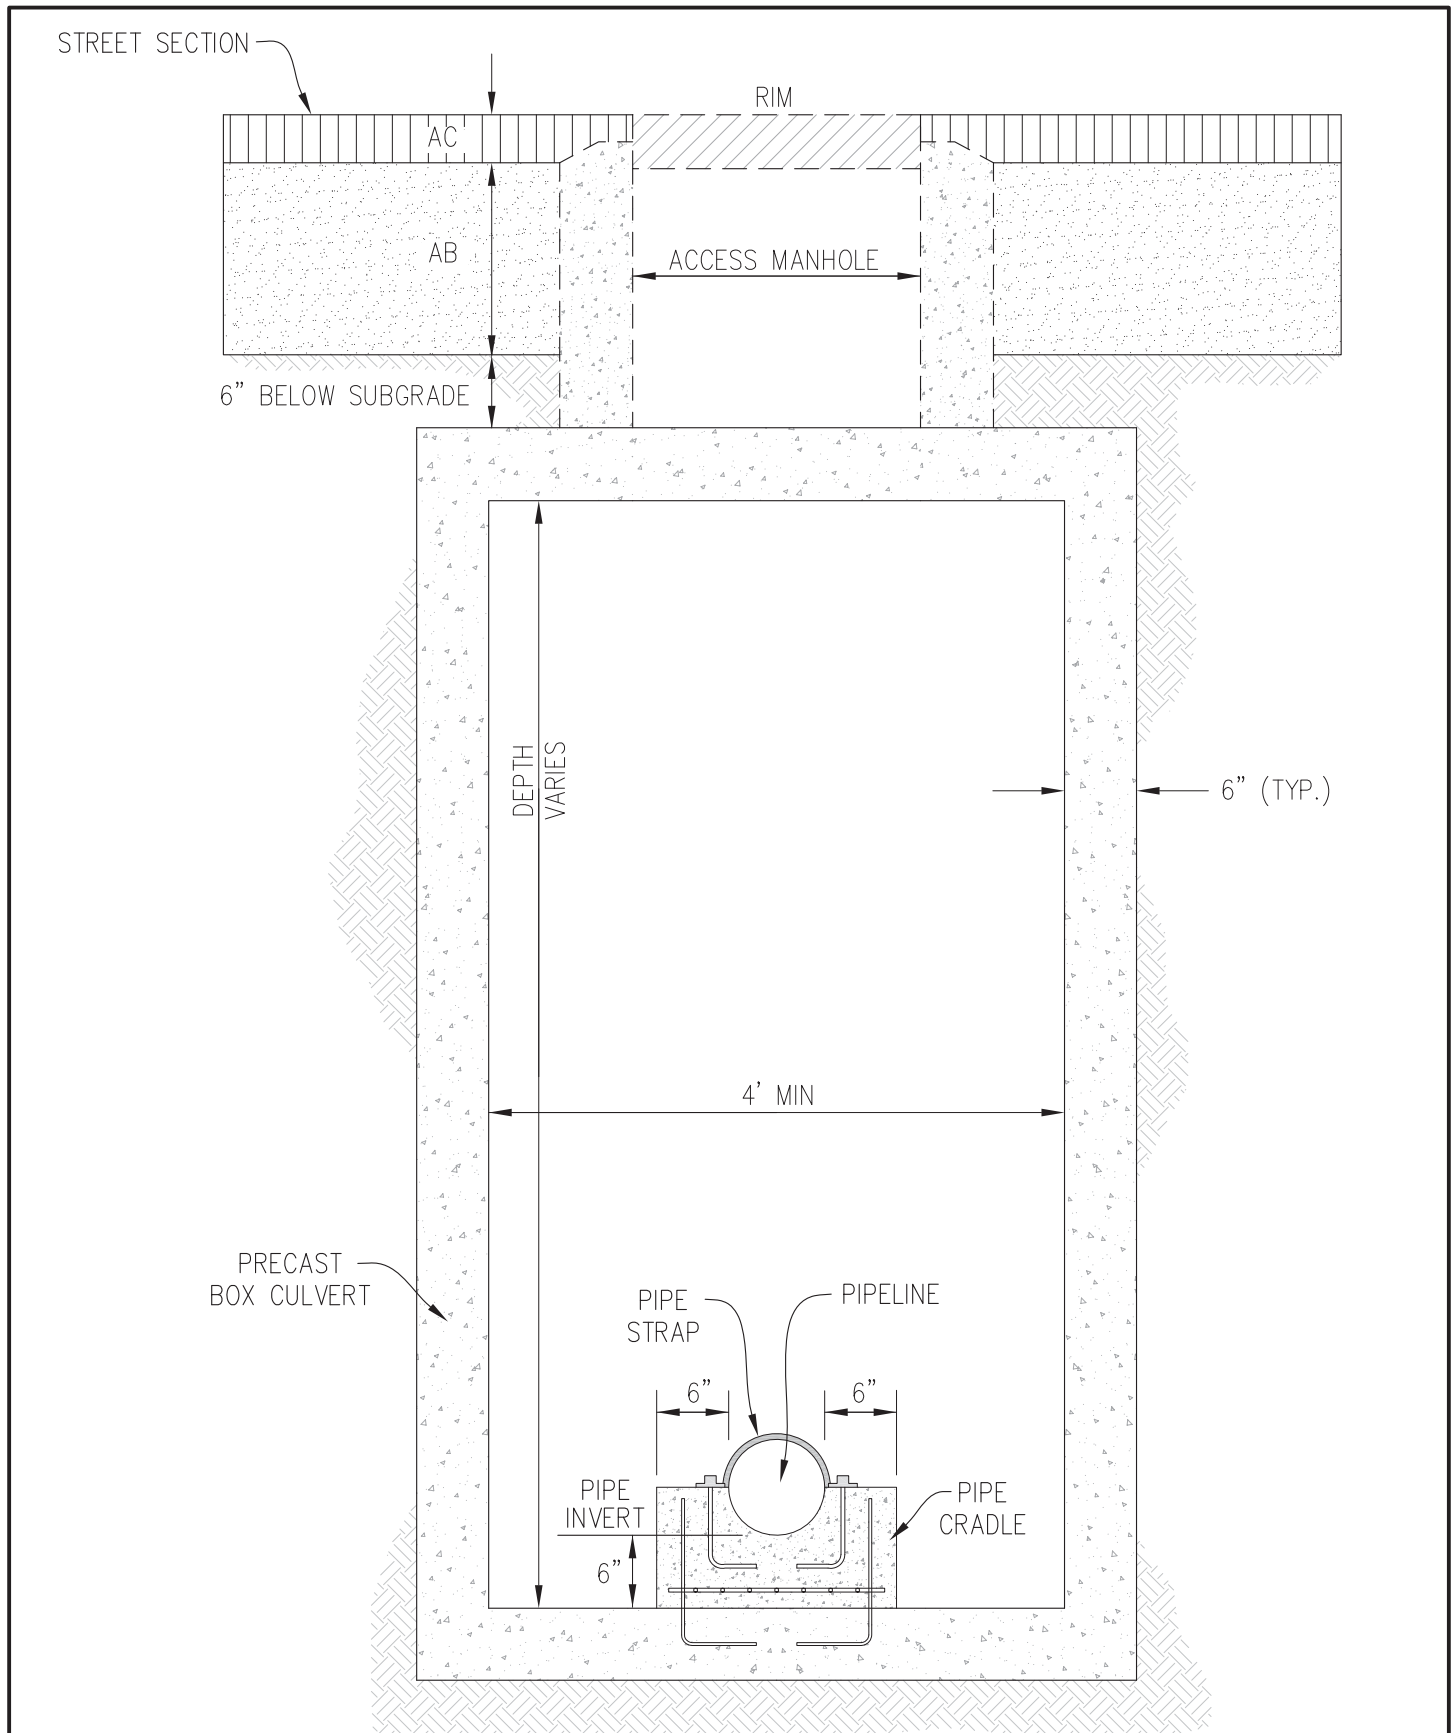 STREET SECTION
RIM
AC
AB
ACCESS MANHOLE
6" BELOW SUBGRADE
DEPTH
VARIES
6" (TYP.)
4' MIN
PRECAST
BOX CULVERT
PIPE
STRAP
PIPELINE
6"
6"
PIPE
INVERT
PIPE
CRADLE
6"